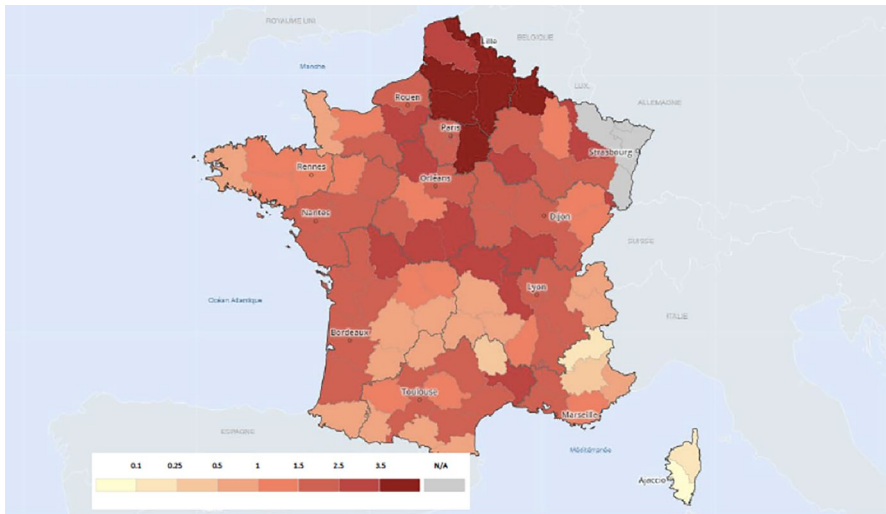 ROYAUME-UNI
Lille
BELGIQUE
Manche
LUX.
ALLEMAGNE
Rouen
Paris
Strasbourg
Rennes
Orléans
Nantes
Dijon
SUISSE
Lyon
Océan Atlantique
ITALIE
Bordeaux
Toulouse
Marseille
ESPAGNE
Méditerranée
Ajaccio
0.1 0.25 0.5 1 1.5 2.5 3.5 N/A